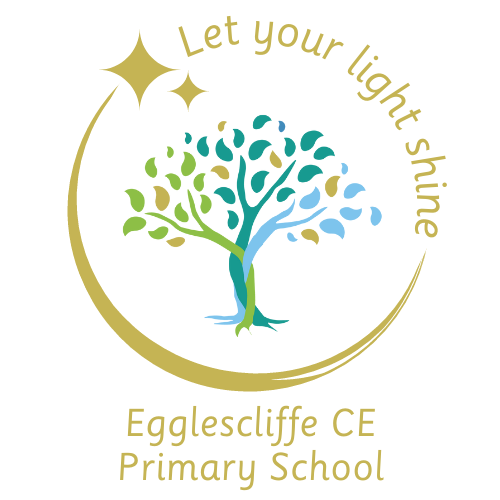 Let your light shine
Egglescliffe CE
Primary School